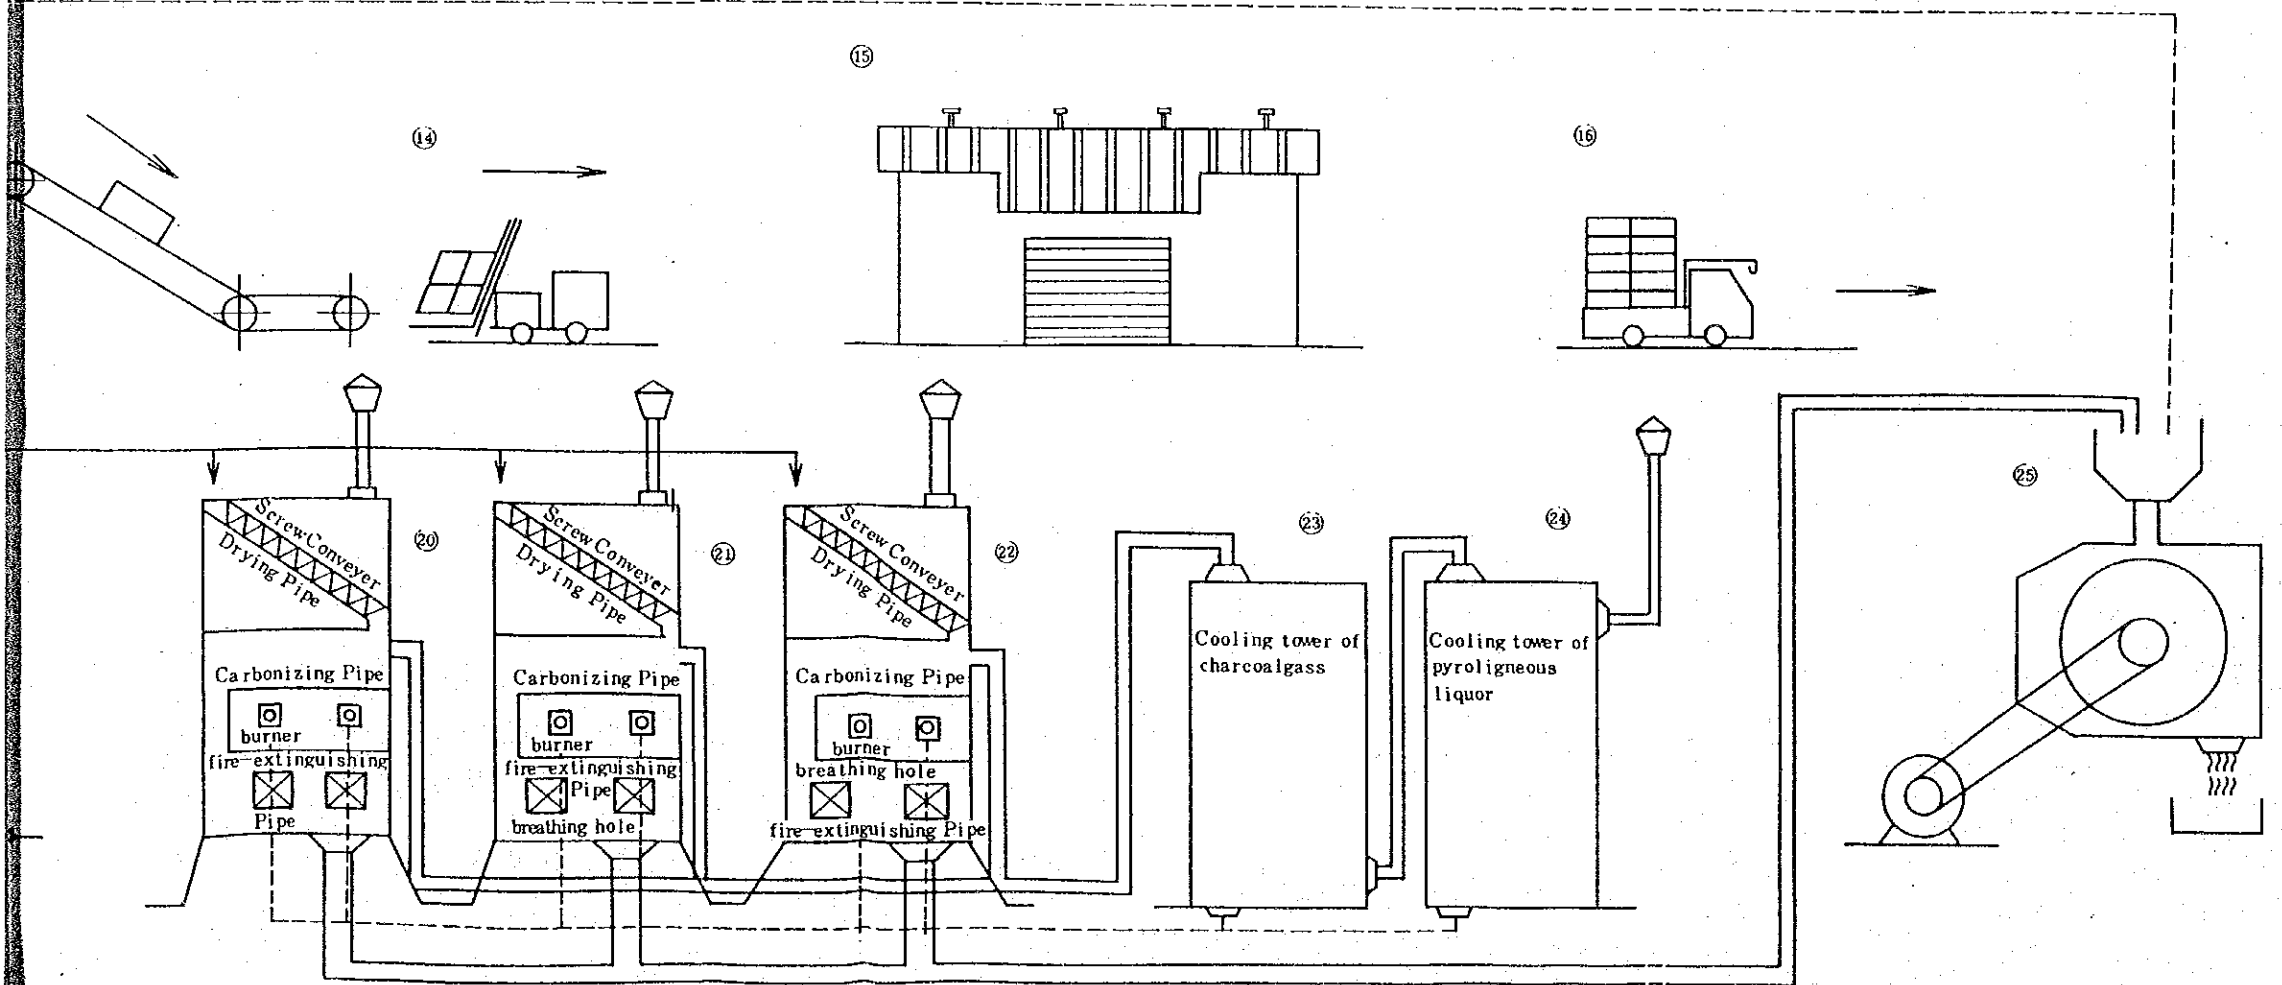 ⑮
⑭
⑯
⑳
Screw Conveyer
Drying Pipe
Carbonizing Pipe
burner
fire-extinguishing
Pipe
㉑
Screw Conveyer
Drying Pipe
Carbonizing Pipe
burner
fire-extinguishing
Pipe
breathing hole
㉒
Screw Conveyer
Drying Pipe
Carbonizing Pipe
burner
breathing hole
fire-extinguishing Pipe
㉓
Cooling tower of
charcoalgass
㉔
Cooling tower of
pyroligneous
liquor
㉕